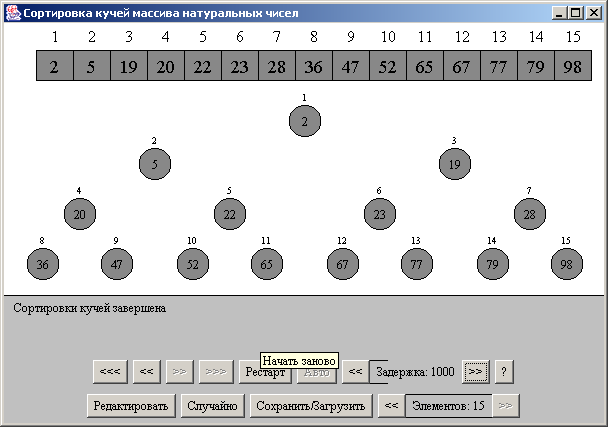 Сортировка кучей массива натуральных чисел
1 2 3 4 5 6 7 8 9 10 11 12 13 14 15
2 5 19 20 22 23 28 36 47 52 65 67 77 79 98
1
2
2 3
5 19
4 5 6 7
20 22 23 28
8 9 10 11 12 13 14 15
36 47 52 65 67 77 79 98
Сортировки кучей завершена
Начать заново
<<< << >> >>> Рестарт Авто << Задержка: 1000 >> ?
Редактировать Случайно Сохранить/Загрузить << Элементов: 15 >>